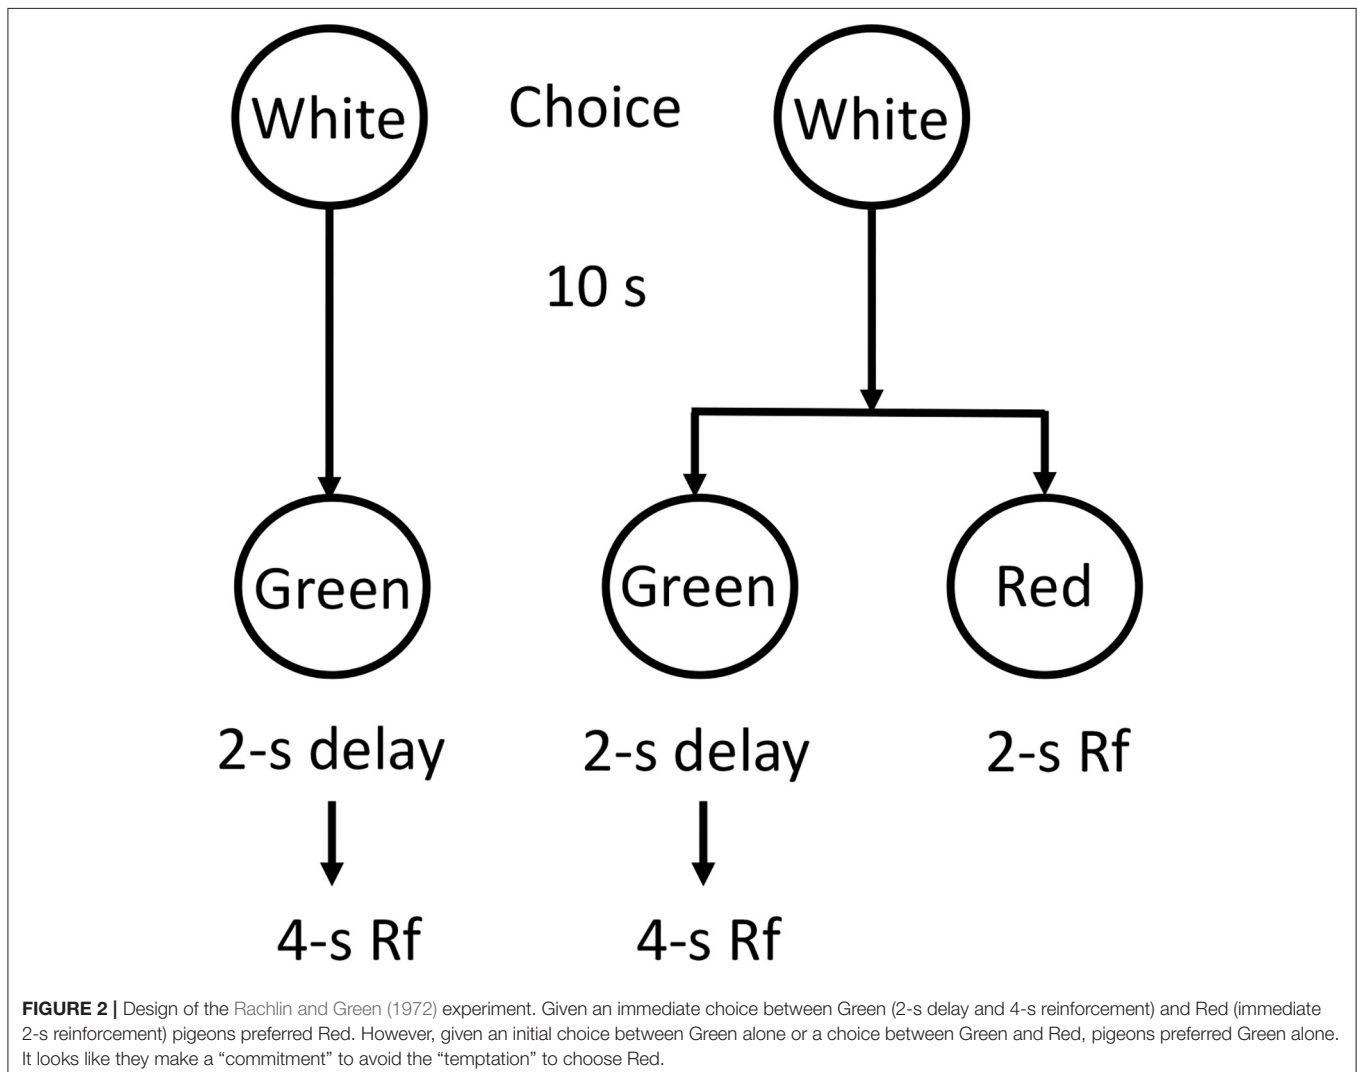 White Choice White
10 s
Green Green Red
2-s delay 2-s delay 2-s Rf
4-s Rf 4-s Rf
FIGURE 2 | Design of the Rachlin and Green (1972) experiment. Given an immediate choice between Green (2-s delay and 4-s reinforcement) and Red (immediate
2-s reinforcement) pigeons preferred Red. However, given an initial choice between Green alone or a choice between Green and Red, pigeons preferred Green alone.
It looks like they make a “commitment” to avoid the “temptation” to choose Red.